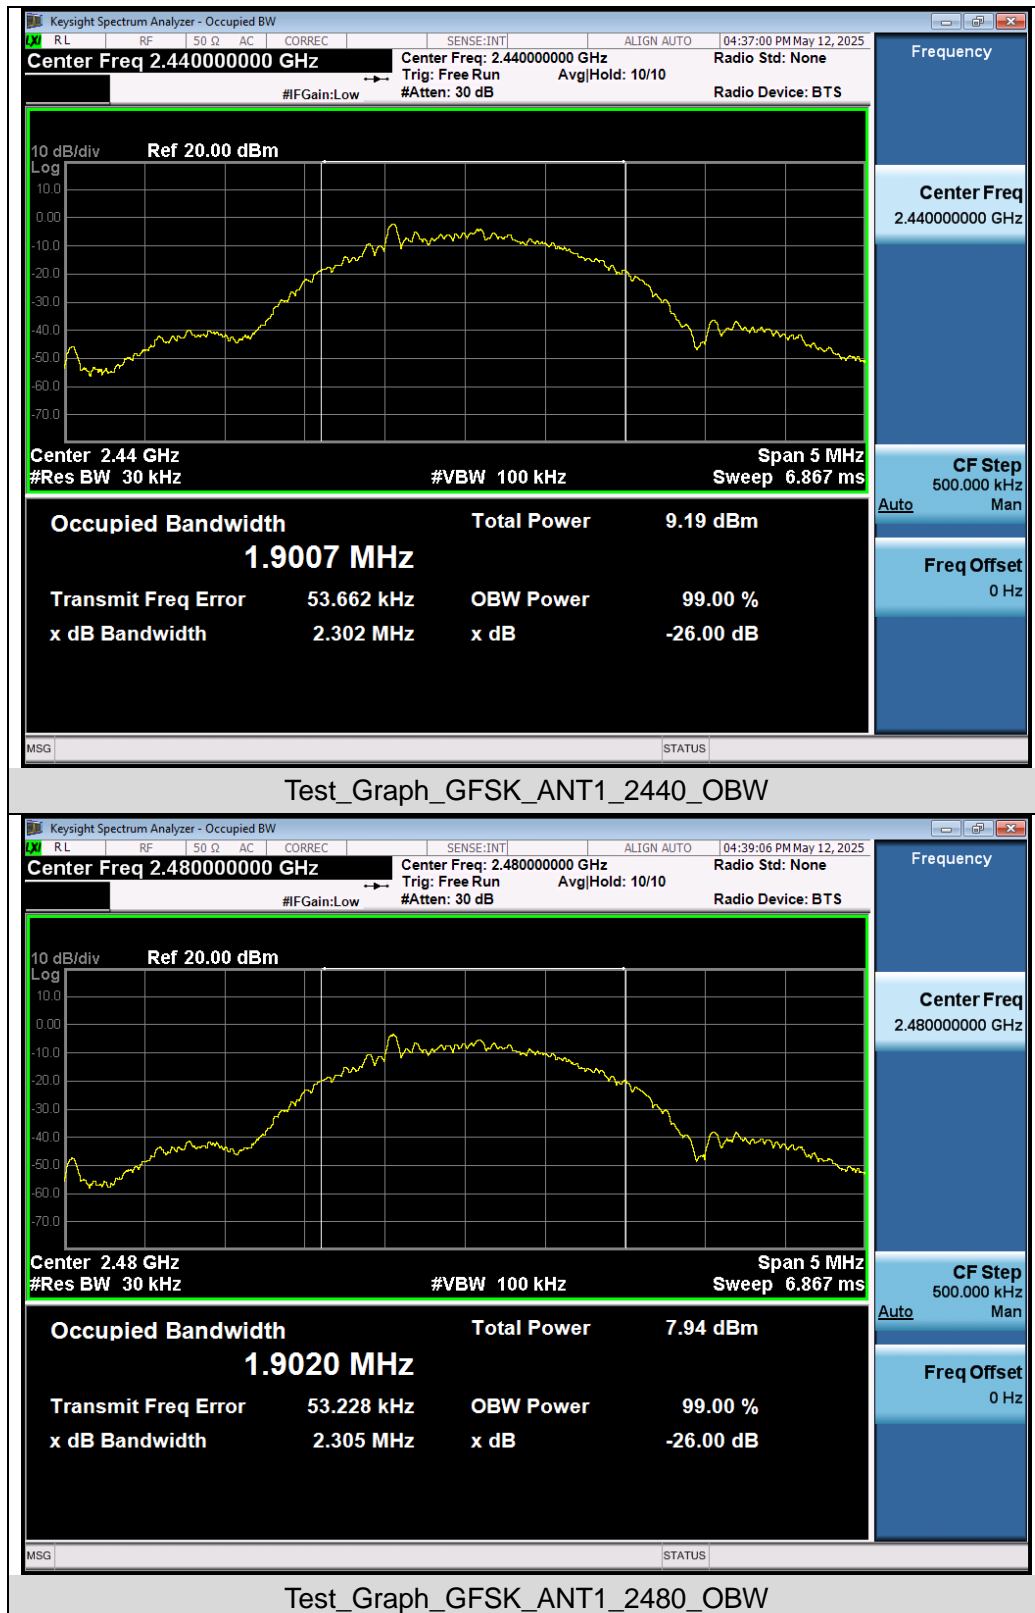 Keysight Spectrum Analyzer - Occupied BW
LXI RL RF 50 Ω AC CORREC SENSE:INT ALIGN AUTO 04:37:00 PM May 12, 2025
Center Freq 2.440000000 GHz
Center Freq: 2.440000000 GHz
Radio Std: None
Trig: Free Run Avg|Hold: 10/10
#IFGain:Low
#Atten: 30 dB
Radio Device: BTS
Frequency
10 dB/div Ref 20.00 dBm
Log
10.0
0.00
-10.0
-20.0
-30.0
-40.0
-50.0
-60.0
-70.0
Center 2.44 GHz Span 5 MHz
#Res BW 30 kHz #VBW 100 kHz Sweep 6.867 ms
Center Freq
2.440000000 GHz
CF Step
500.000 kHz
Auto Man
Freq Offset
0 Hz
Occupied Bandwidth Total Power 9.19 dBm
1.9007 MHz
Transmit Freq Error 53.662 kHz OBW Power 99.00 %
x dB Bandwidth 2.302 MHz x dB -26.00 dB
MSG STATUS
Test_Graph_GFSK_ANT1_2440_OBW
Keysight Spectrum Analyzer - Occupied BW
LXI RL RF 50 Ω AC CORREC SENSE:INT ALIGN AUTO 04:39:06 PM May 12, 2025
Center Freq 2.480000000 GHz
Center Freq: 2.480000000 GHz
Radio Std: None
Trig: Free Run Avg|Hold: 10/10
#IFGain:Low
#Atten: 30 dB
Radio Device: BTS
Frequency
10 dB/div Ref 20.00 dBm
Log
10.0
0.00
-10.0
-20.0
-30.0
-40.0
-50.0
-60.0
-70.0
Center 2.48 GHz Span 5 MHz
#Res BW 30 kHz #VBW 100 kHz Sweep 6.867 ms
Center Freq
2.480000000 GHz
CF Step
500.000 kHz
Auto Man
Freq Offset
0 Hz
Occupied Bandwidth Total Power 7.94 dBm
1.9020 MHz
Transmit Freq Error 53.228 kHz OBW Power 99.00 %
x dB Bandwidth 2.305 MHz x dB -26.00 dB
MSG STATUS
Test_Graph_GFSK_ANT1_2480_OBW